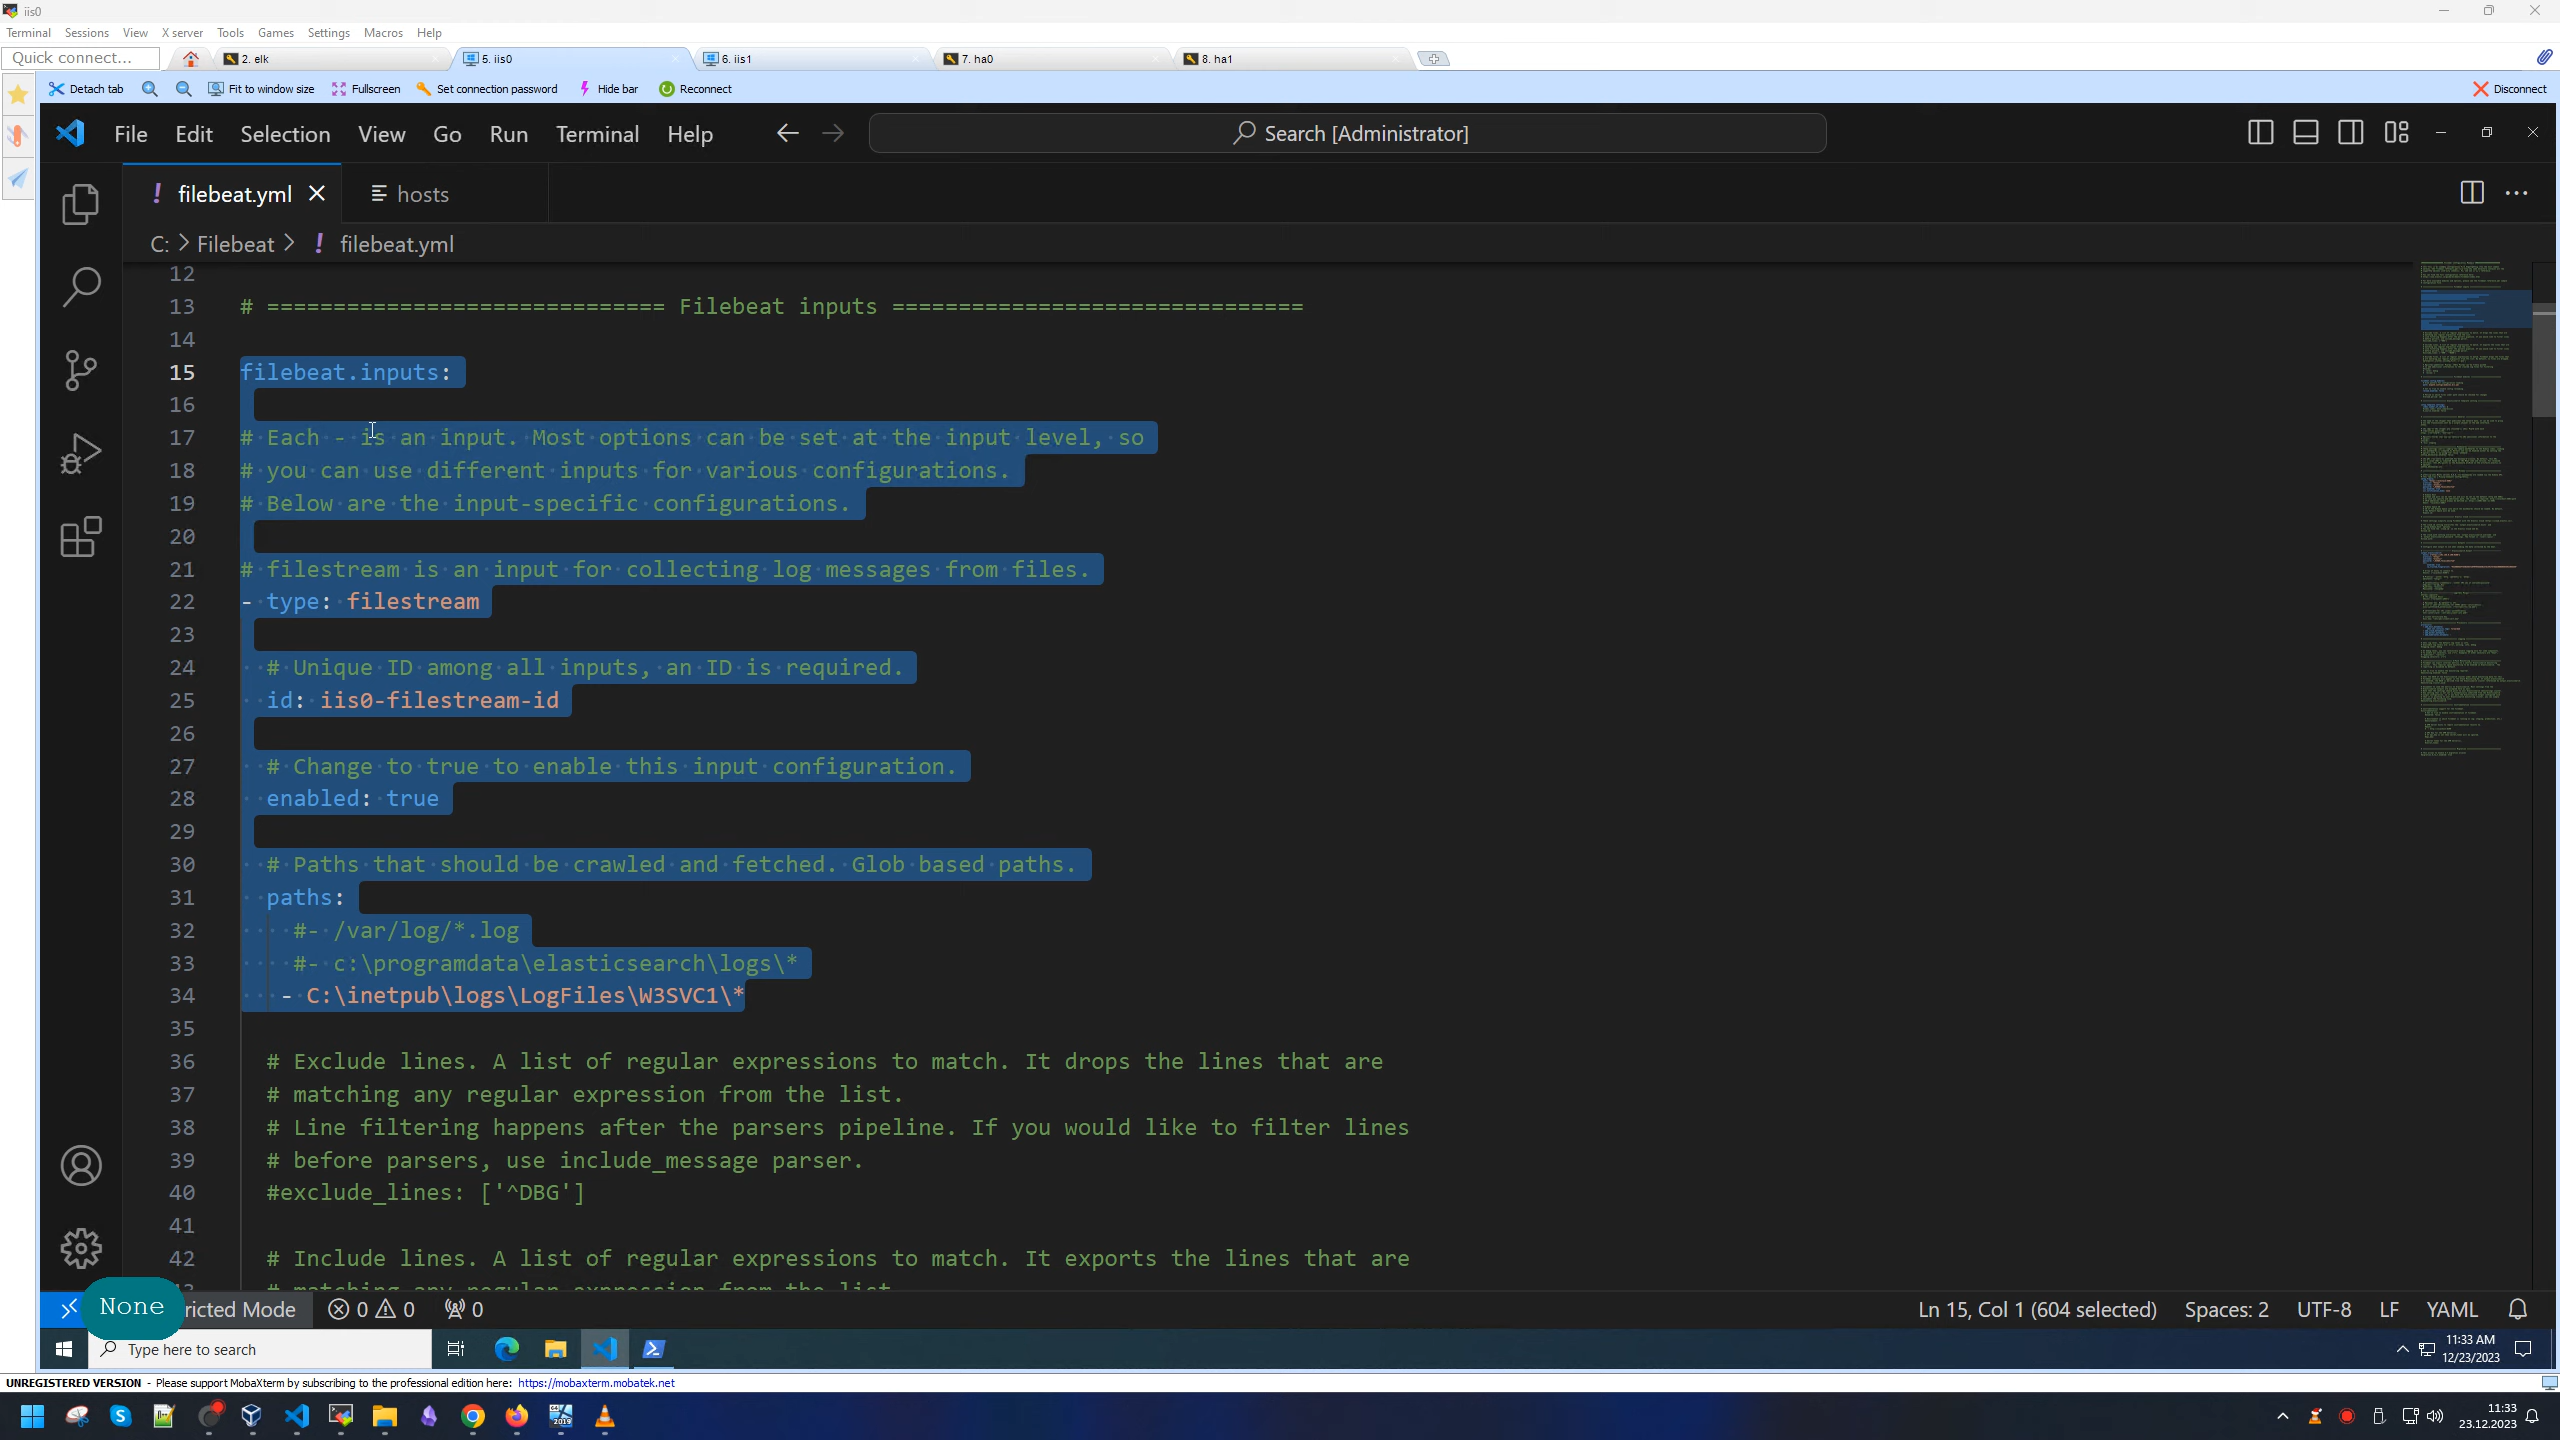 iis0
Terminal Sessions View X server Tools Games Settings Macros Help
Quick connect... 2. elk 5. iis0 6. iis1 7. ha0 8. ha1
Detach tab Fit to window size Fullscreen Set connection password Hide bar Reconnect Disconnect
File Edit Selection View Go Run Terminal Help Search [Administrator]
! filebeat.yml hosts
C: > Filebeat > ! filebeat.yml
12
13 # ================================ Filebeat inputs ===============================
14
15 filebeat.inputs:
16
17 # Each - is an input. Most options can be set at the input level, so
18 # you can use different inputs for various configurations.
19 # Below are the input-specific configurations.
20
21 # filestream is an input for collecting log messages from files.
22 - type: filestream
23
24 # Unique ID among all inputs, an ID is required.
25 id: iis0-filestream-id
26
27 # Change to true to enable this input configuration.
28 enabled: true
29
30 # Paths that should be crawled and fetched. Glob based paths.
31 paths:
32 #- /var/log/*.log
33 #- c:\programdata\elasticsearch\logs\*
34 - C:\inetpub\logs\LogFiles\W3SVC1\*
35
36 # Exclude lines. A list of regular expressions to match. It drops the lines that are
37 # matching any regular expression from the list.
38 # Line filtering happens after the parsers pipeline. If you would like to filter lines
39 # before parsers, use include_message parser.
40 #exclude_lines: ['^DBG']
41
42 # Include lines. A list of regular expressions to match. It exports the lines that are
# matching any regular expression from the list.
None ricted Mode 0 0 0 Ln 15, Col 1 (604 selected) Spaces: 2 UTF-8 LF YAML
Type here to search 11:33 AM
12/23/2023
UNREGISTERED VERSION - Please support MobaXterm by subscribing to the professional edition here: https://mobaxterm.mobatek.net
11:33
23.12.2023